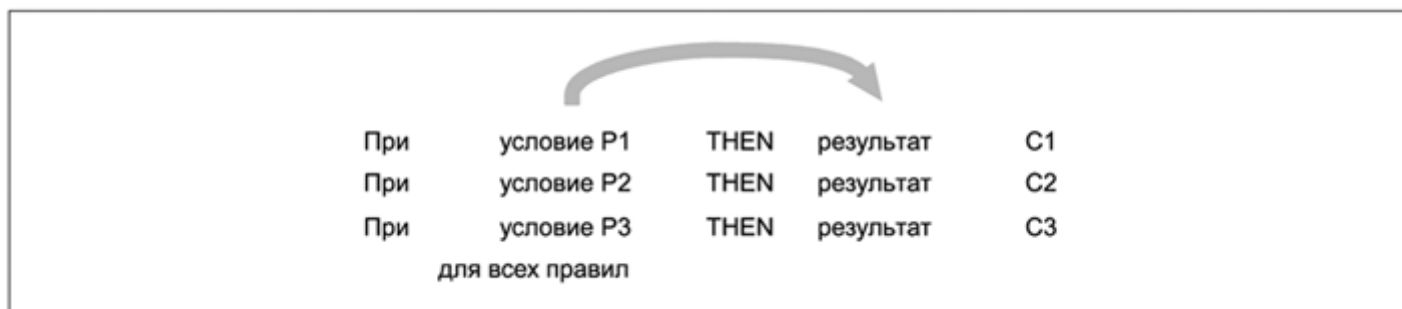 При условие P1 THEN результат C1
При условие P2 THEN результат C2
При условие P3 THEN результат C3
для всех правил